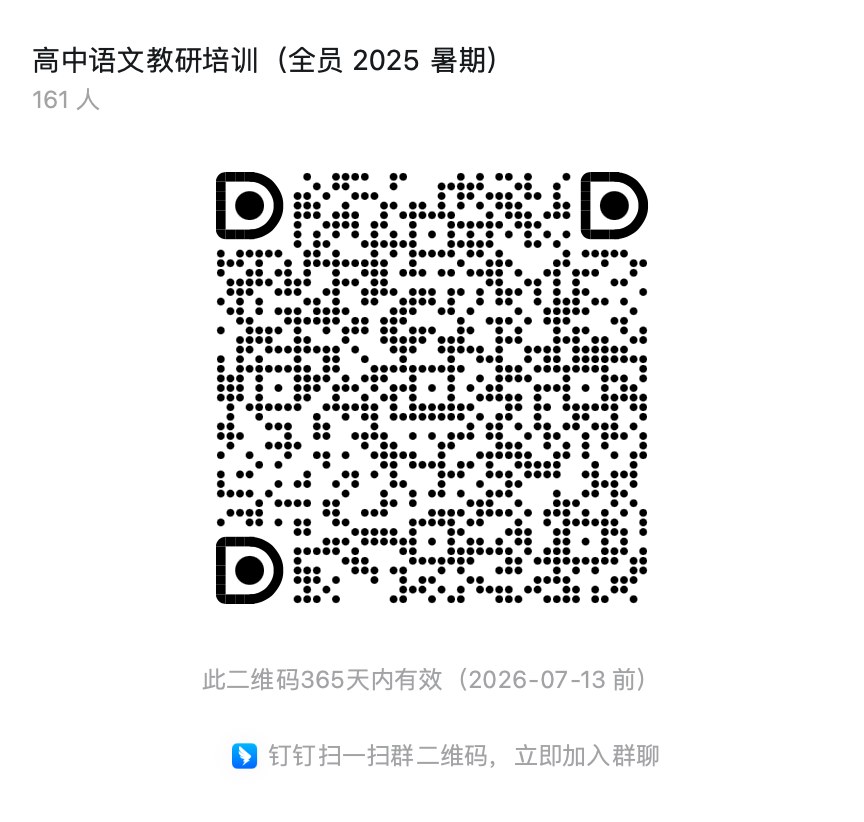 高中语文教研培训（全员 2025 暑期）
161 人
此二维码365天内有效（2026-07-13 前）
钉钉扫一扫群二维码，立即加入群聊